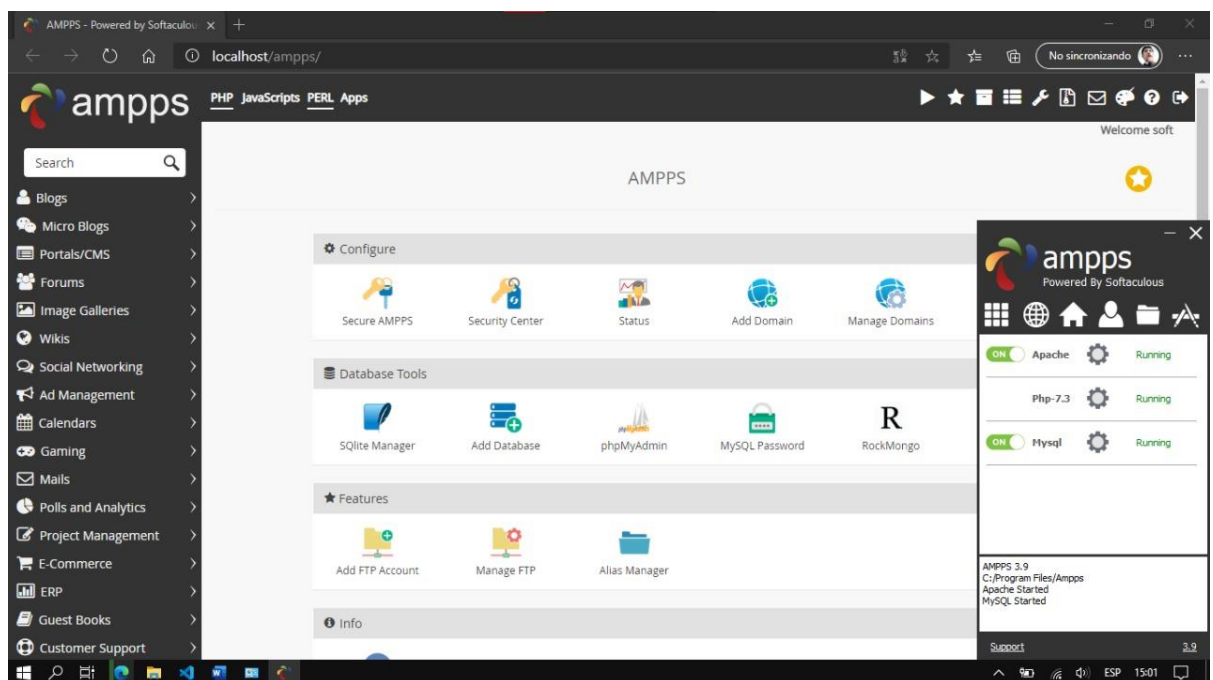 AMPPS - Powered by Softaculou
localhost/ampps/
No sincronizando
ampps
PHP JavaScripts PERL Apps
Welcome soft
Search
AMPPS
Blogs
Micro Blogs
Portals/CMS
Forums
Image Galleries
Wikis
Social Networking
Ad Management
Calendars
Gaming
Mails
Polls and Analytics
Project Management
E-Commerce
ERP
Guest Books
Customer Support
Configure
Secure AMPPS Security Center Status Add Domain Manage Domains
Database Tools
SQlite Manager Add Database phpMyAdmin MySQL Password RockMongo
Features
Add FTP Account Manage FTP Alias Manager
Info
ampps
Powered By Softaculous
ON Apache Running
Php-7.3 Running
ON Mysql Running
AMPPS 3.9
C:/Program Files/Ampps
Apache Started
MySQL Started
Support 3.9
ESP 15:01